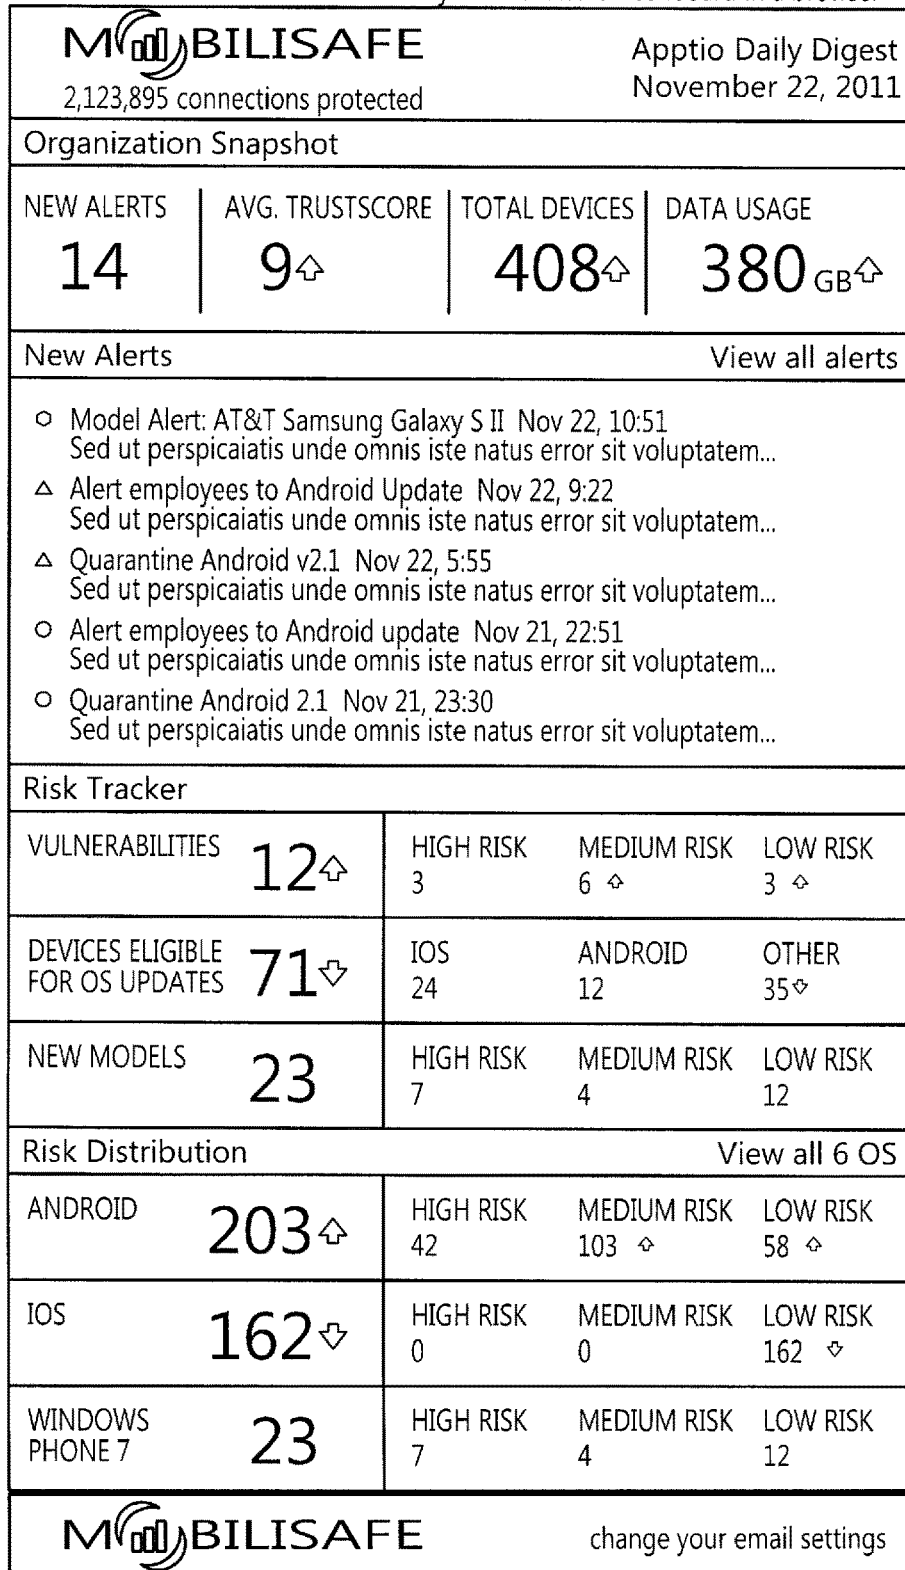 MOBILISAFE
Apptio Daily Digest
2,123,895 connections protected
November 22, 2011
Organization Snapshot
NEW ALERTS AVG. TRUSTSCORE TOTAL DEVICES DATA USAGE
14 9 408 380 GB
New Alerts View all alerts
Model Alert: AT&T Samsung Galaxy S II Nov 22, 10:51
Sed ut perspicaiatis unde omnis iste natus error sit voluptatem...
Alert employees to Android Update Nov 22, 9:22
Sed ut perspicaiatis unde omnis iste natus error sit voluptatem...
Quarantine Android v2.1 Nov 22, 5:55
Sed ut perspicaiatis unde omnis iste natus error sit voluptatem...
Alert employees to Android update Nov 21, 22:51
Sed ut perspicaiatis unde omnis iste natus error sit voluptatem...
Quarantine Android 2.1 Nov 21, 23:30
Sed ut perspicaiatis unde omnis iste natus error sit voluptatem...
Risk Tracker
VULNERABILITIES 12 HIGH RISK MEDIUM RISK LOW RISK
3 6 3
DEVICES ELIGIBLE
FOR OS UPDATES 71 IOS ANDROID OTHER
24 12 35
NEW MODELS 23 HIGH RISK MEDIUM RISK LOW RISK
7 4 12
Risk Distribution View all 6 OS
ANDROID 203 HIGH RISK MEDIUM RISK LOW RISK
42 103 58
IOS 162 HIGH RISK MEDIUM RISK LOW RISK
0 0 162
WINDOWS
PHONE 7 23 HIGH RISK MEDIUM RISK LOW RISK
7 4 12
MOBILISAFE change your email settings